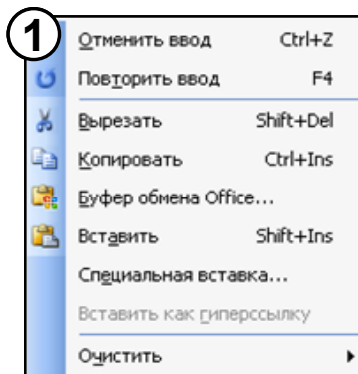 1
Отменить ввод Ctrl+Z
Повторить ввод F4
Вырезать Shift+Del
Копировать Ctrl+Ins
Буфер обмена Office...
Вставить Shift+Ins
Специальная вставка...
Вставить как гиперссылку
Очистить